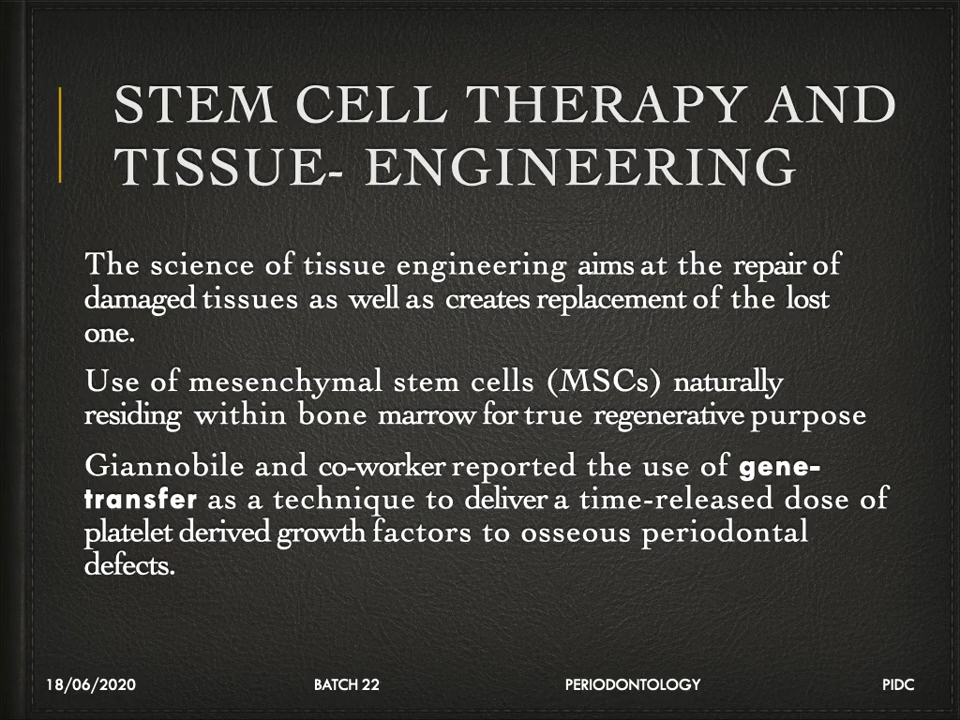 STEM CELL THERAPY AND
TISSUE- ENGINEERING
The science of tissue engineering aims at the repair of
damaged tissues as well as creates replacement of the lost
one.
Use of mesenchymal stem cells (MSCs) naturally
residing within bone marrow for true regenerative purpose
Giannobile and co-worker reported the use of gene-
transfer as a technique to deliver a time-released dose of
platelet derived growth factors to osseous periodontal
defects.
18/06/2020 BATCH 22 PERIODONTOLOGY PIDC